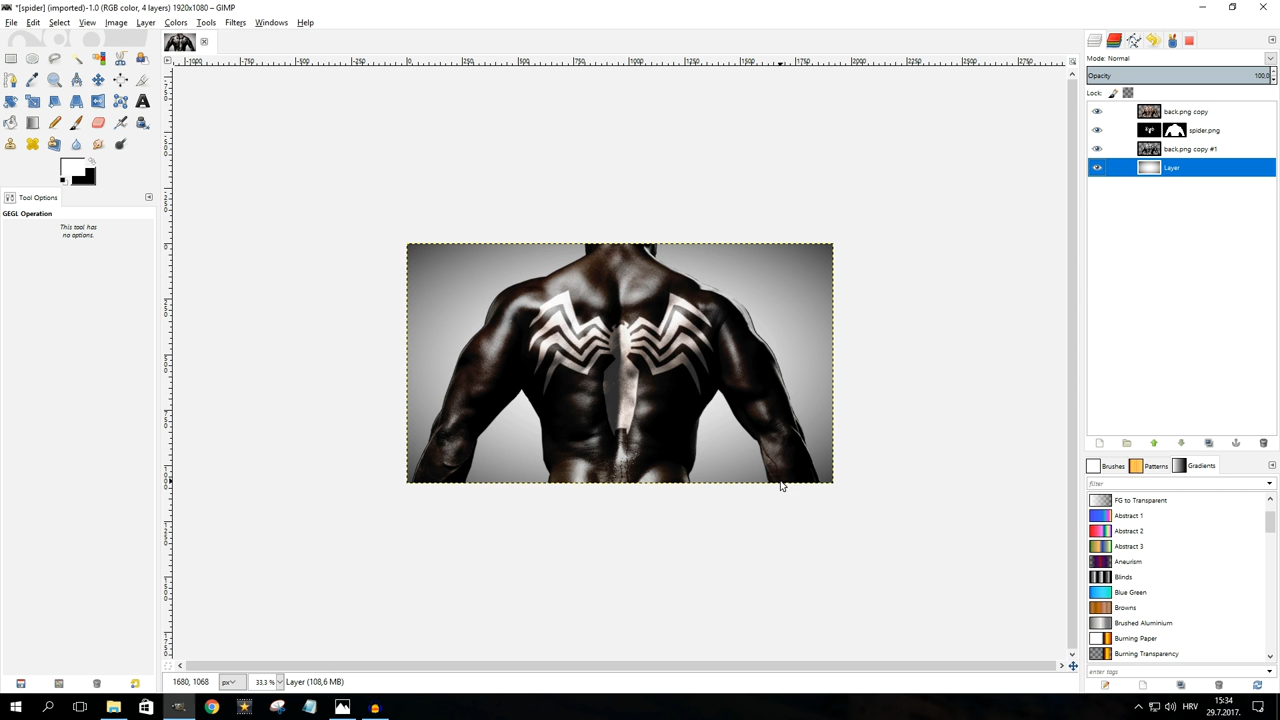 *[spider] (imported)-1.0 (RGB color, 4 layers) 1920x1080 – GIMP
File Edit Select View Image Layer Colors Tools Filters Windows Help
Mode: Normal
Opacity 100,0
Lock:
back.png copy
spider.png
back.png copy #1
Layer
Tool Options
GEGL Operation
This tool has
no options.
Brushes Patterns Gradients
filter
FG to Transparent
Abstract 1
Abstract 2
Abstract 3
Aneurism
Blinds
Blue Green
Browns
Brushed Aluminium
Burning Paper
Burning Transparency
enter tags
1680, 1068 px 33.3 % Layer (108,6 MB)
HRV
15:34
29.7.2017.